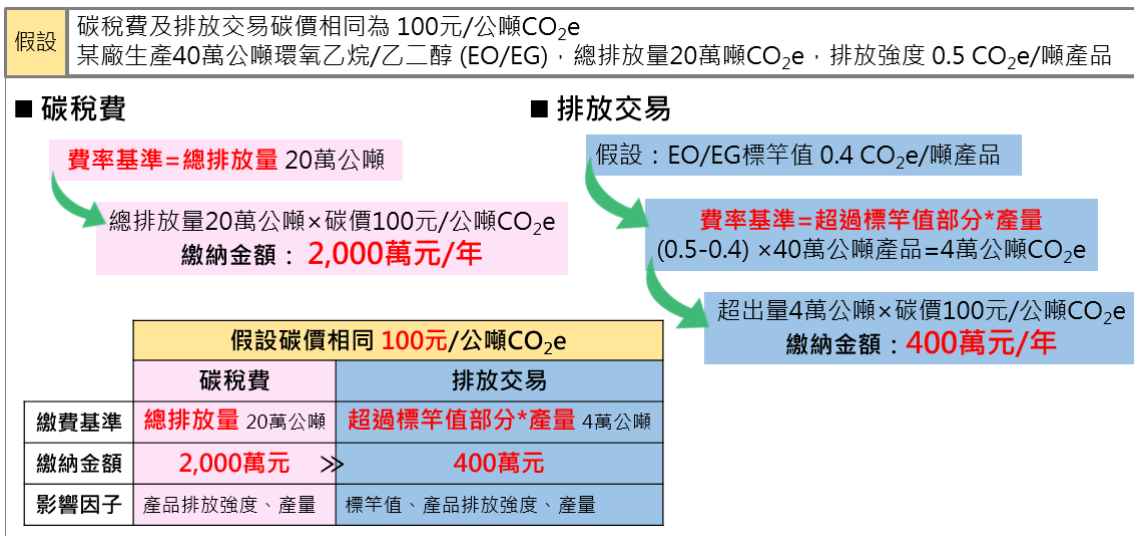 假設
碳稅費及排放交易碳價相同為 100元/公噸CO₂e
某廠生產40萬公噸環氧乙烷/乙二醇 (EO/EG)，總排放量20萬噸CO₂e，排放強度 0.5 CO₂e/噸產品
■ 碳稅費
費率基準=總排放量 20萬公噸
總排放量20萬公噸×碳價100元/公噸CO₂e
繳納金額： 2,000萬元/年
■ 排放交易
假設：EO/EG標竿值 0.4 CO₂e/噸產品
費率基準=超過標竿值部分*產量
(0.5-0.4) ×40萬公噸產品=4萬公噸CO₂e
超出量4萬公噸×碳價100元/公噸CO₂e
繳納金額：400萬元/年
假設碳價相同 100元/公噸CO₂e
碳稅費 排放交易
繳費基準 總排放量 20萬公噸 超過標竿值部分*產量 4萬公噸
繳納金額 2,000萬元 ≫ 400萬元
影響因子 產品排放強度、產量 標竿值、產品排放強度、產量